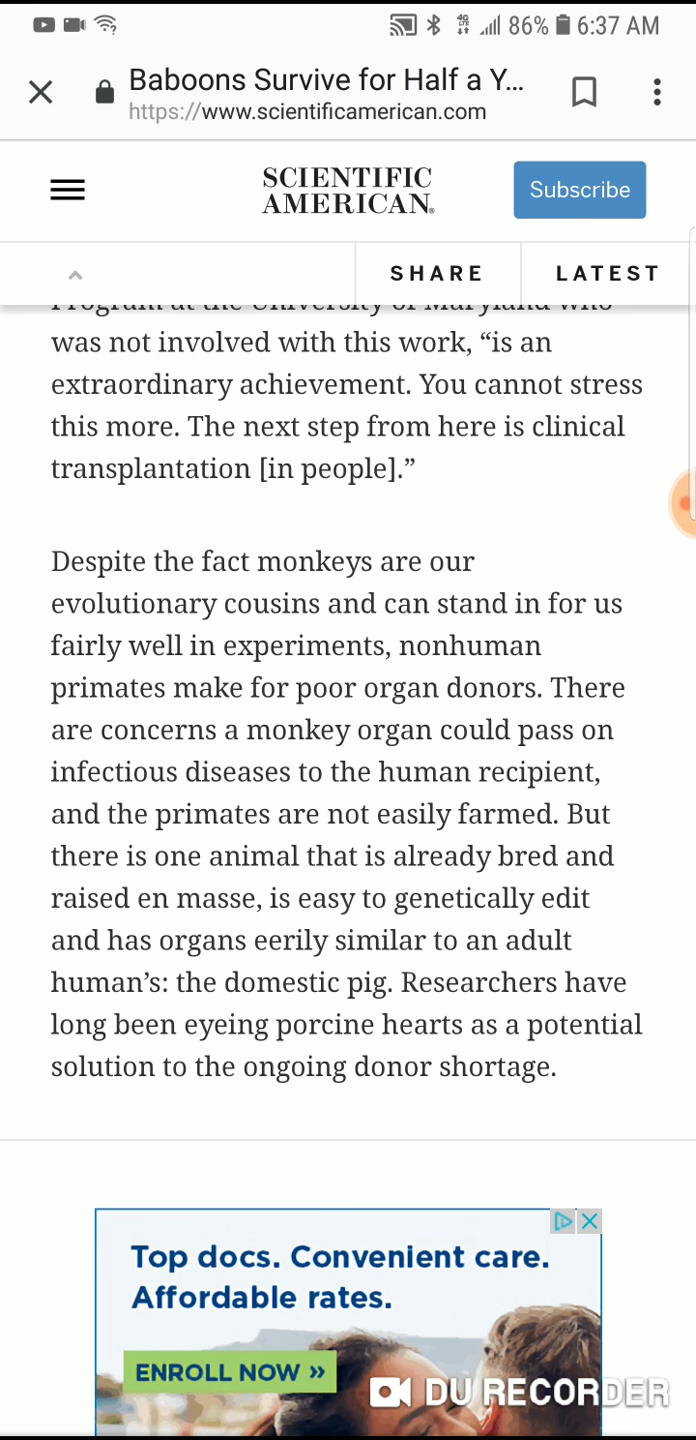 86% 6:37 AM
Baboons Survive for Half a Y...
https://www.scientificamerican.com
SCIENTIFIC
AMERICAN®
Subscribe
SHARE
LATEST
Program at the University of Maryland who
was not involved with this work, “is an
extraordinary achievement. You cannot stress
this more. The next step from here is clinical
transplantation [in people].”
Despite the fact monkeys are our
evolutionary cousins and can stand in for us
fairly well in experiments, nonhuman
primates make for poor organ donors. There
are concerns a monkey organ could pass on
infectious diseases to the human recipient,
and the primates are not easily farmed. But
there is one animal that is already bred and
raised en masse, is easy to genetically edit
and has organs eerily similar to an adult
human’s: the domestic pig. Researchers have
long been eyeing porcine hearts as a potential
solution to the ongoing donor shortage.
Top docs. Convenient care.
Affordable rates.
ENROLL NOW »
DU RECORDER